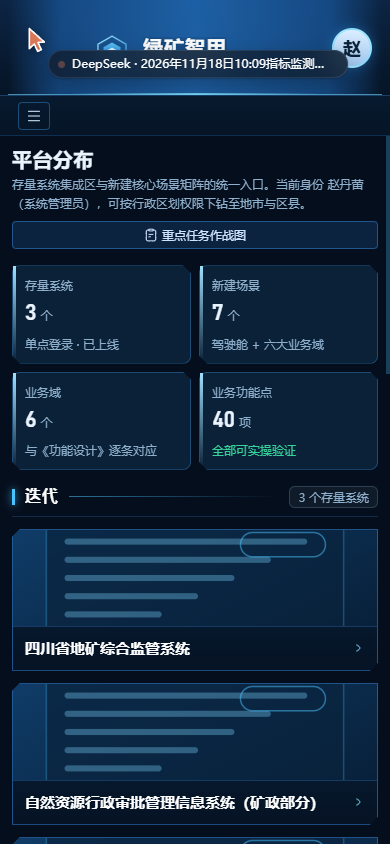 绿矿智里
赵
DeepSeek · 2026年11月18日10:09指标监测...
平台分布
存量系统集成区与新建核心场景矩阵的统一入口。当前身份 赵丹苗
（系统管理员），可按行政区划权限下钻至地市与区县。
重点任务作战图
存量系统
3 个
单点登录 · 已上线
新建场景
7 个
驾驶舱 + 六大业务域
业务域
6 个
与《功能设计》逐条对应
业务功能点
40 项
全部可实操验证
迭代
3 个存量系统
四川省地矿综合监管系统
自然资源行政审批管理信息系统（矿政部分）